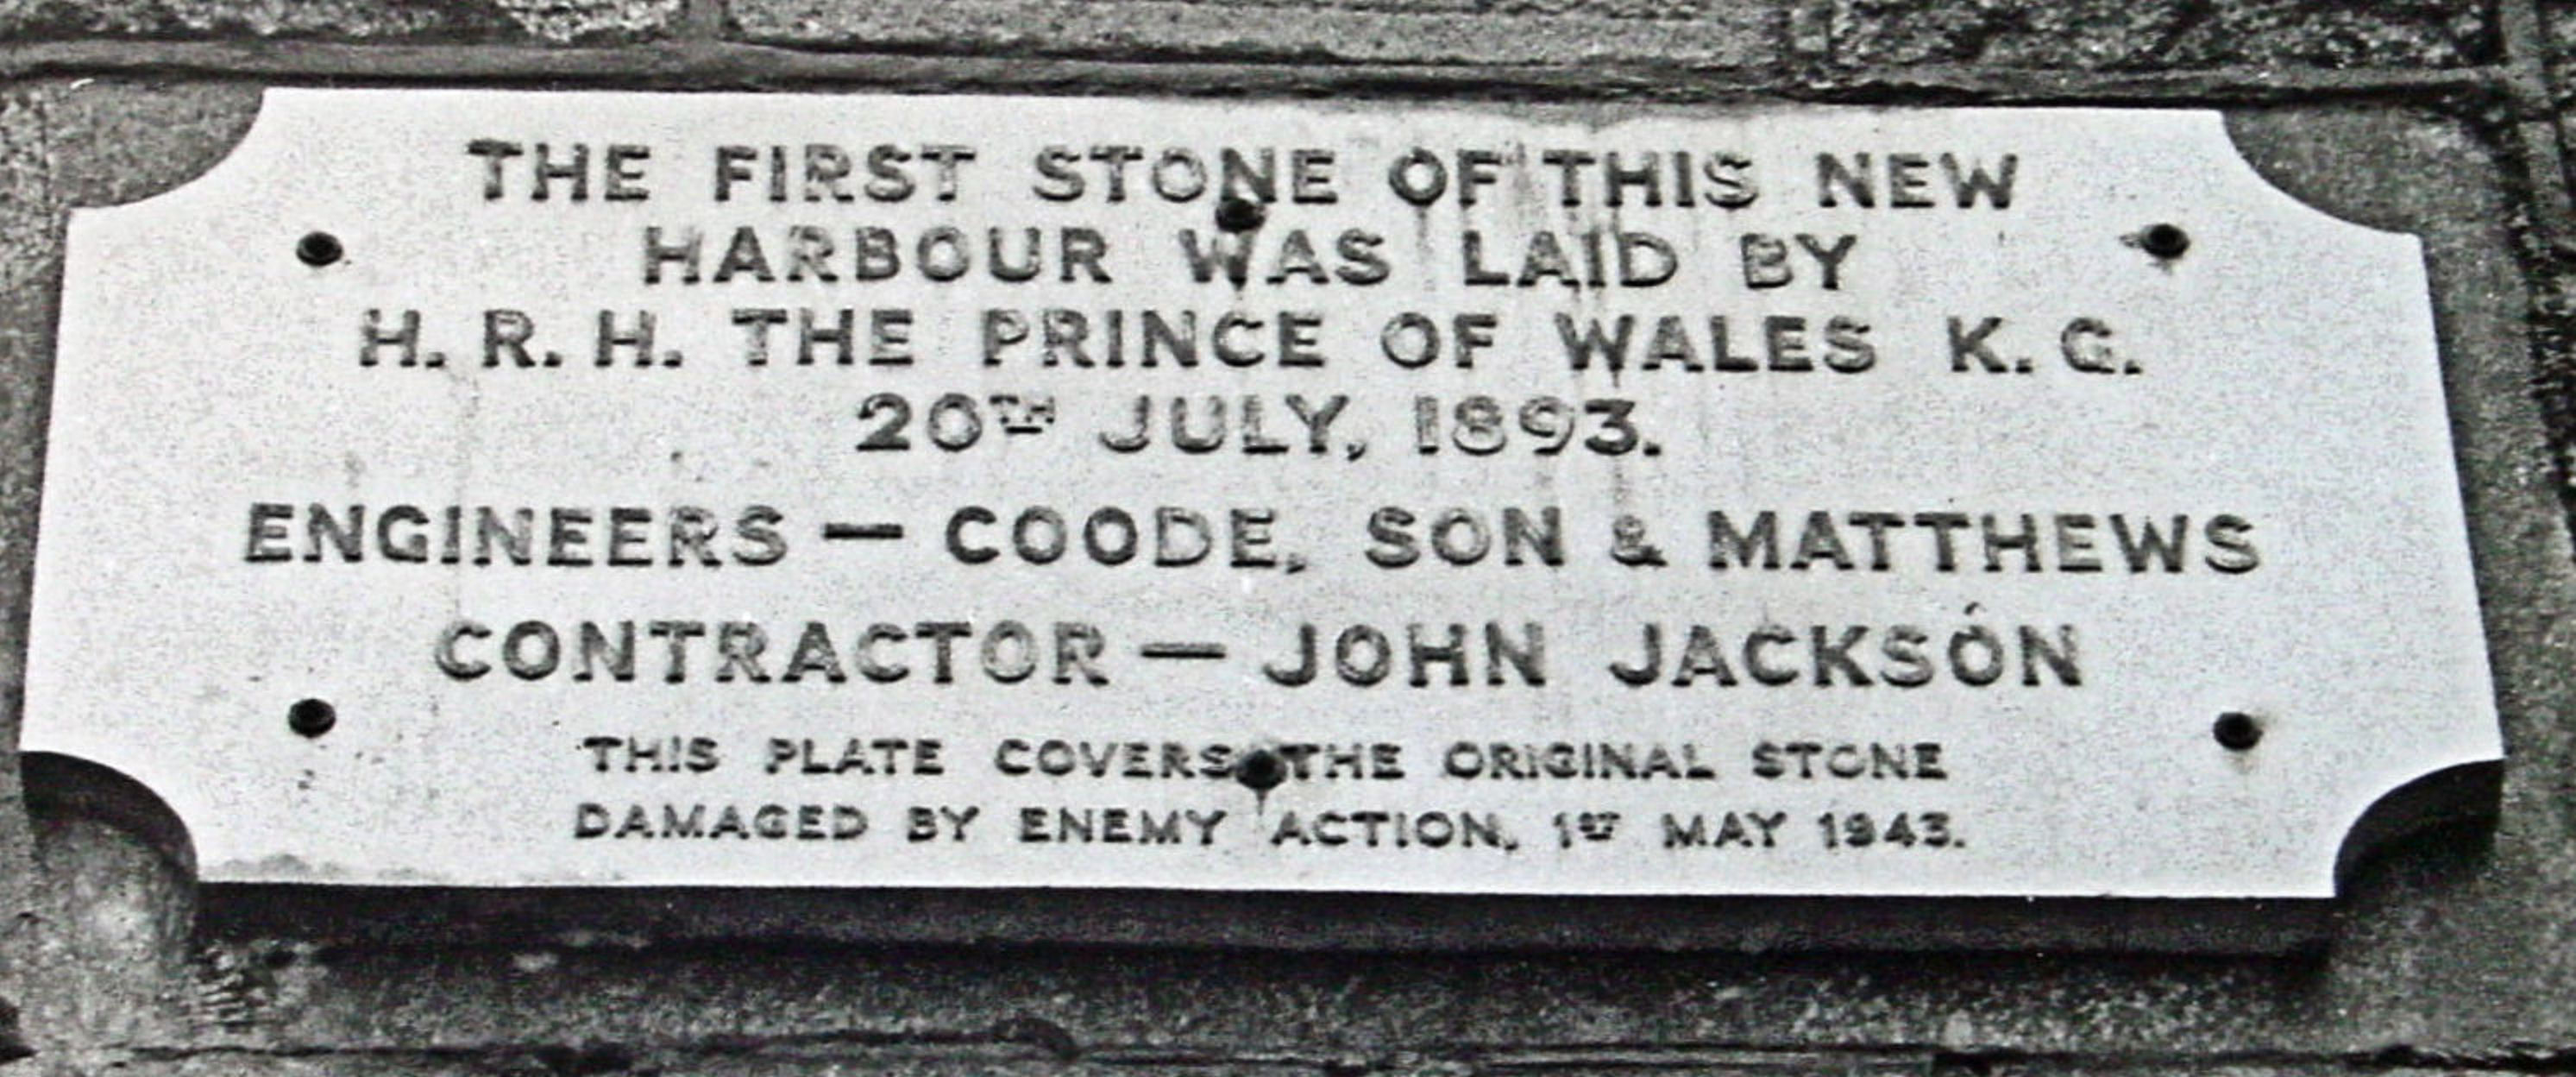 THE FIRST STONE OF THIS NEW
HARBOUR WAS LAID BY
H. R. H. THE PRINCE OF WALES K. G.
20TH JULY, 1893.
ENGINEERS — COODE, SON & MATTHEWS
CONTRACTOR — JOHN JACKSON
THIS PLATE COVERS THE ORIGINAL STONE
DAMAGED BY ENEMY ACTION, 1ST MAY 1943.